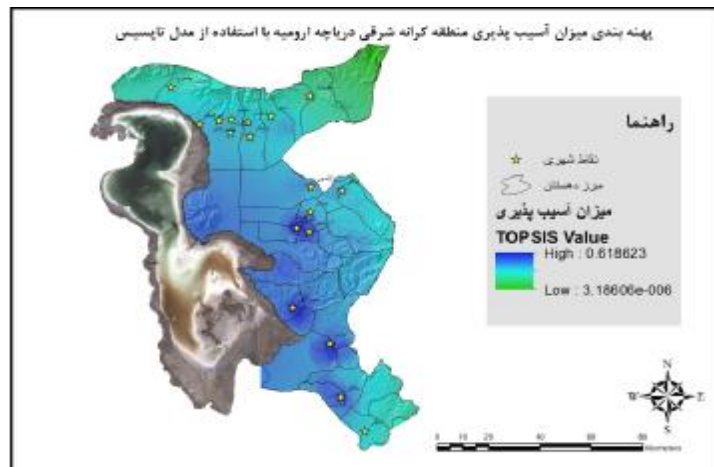 پهنه بندی میزان آسیب پذیری منطقه کرانه شرقی دریاچه ارومیه با استفاده از مدل تاپسیس
راهنما
نقاط شهری
مرز دهستان
میزان آسیب پذیری
TOPSIS Value
High : 0.618623
Low : 3.18606e-006
N
W E
S
0 20 40 60 80
Kilometers